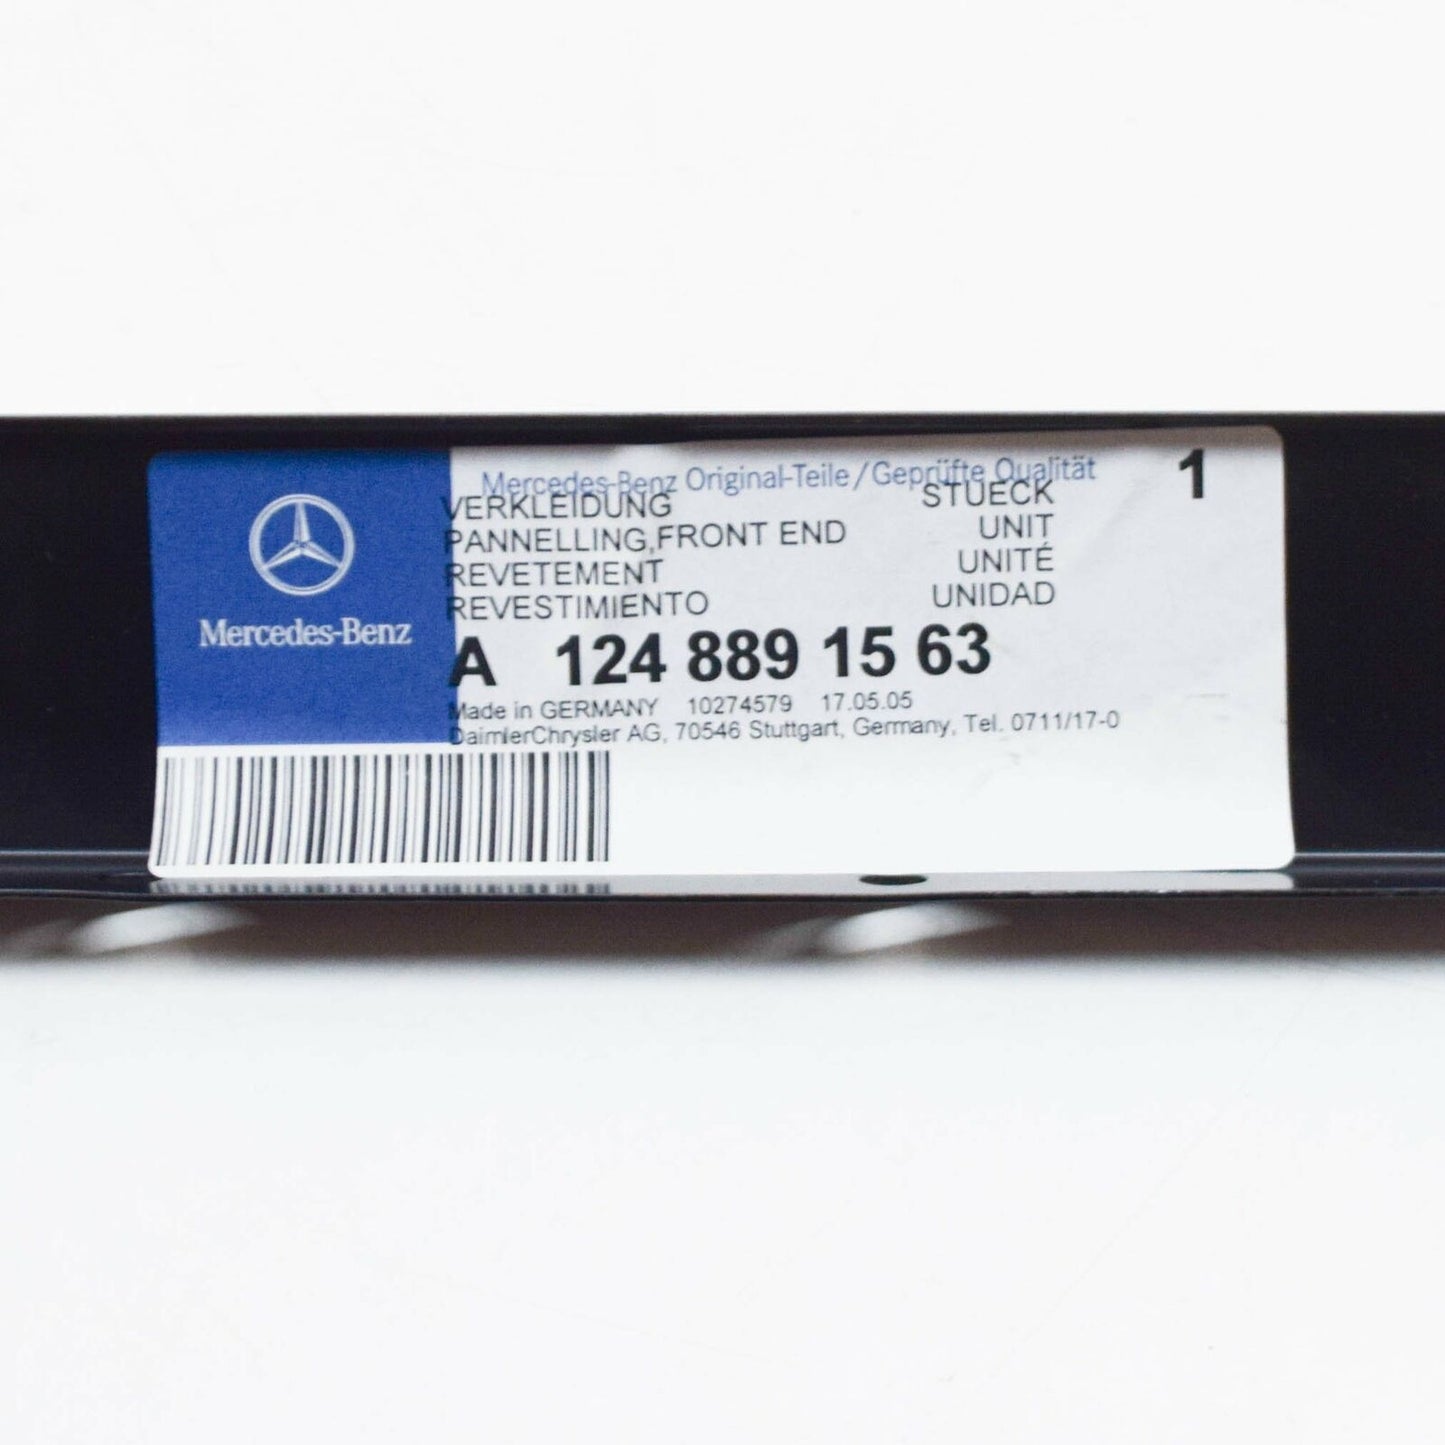 Mercedes-Benz Original-Teile/Geprüfte Qualität 1
VERKLEIDUNG STUECK
PANNELLING,FRONT END UNIT
REVETEMENT UNITÉ
REVESTIMIENTO UNIDAD
Mercedes-Benz
A 124 889 15 63
Made in GERMANY 10274579 17.05.05
DaimlerChrysler AG, 70546 Stuttgart, Germany, Tel. 0711/17-0